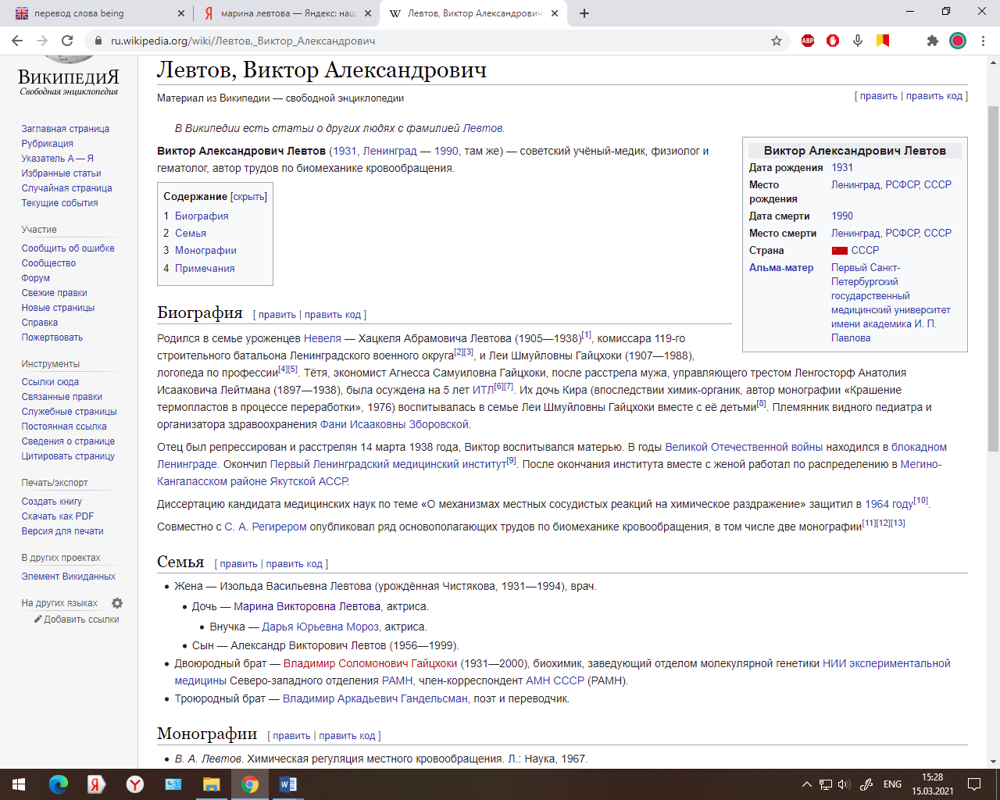 перевод слова being
марина левтова — Яндекс: наш
Левтов, Виктор Александрович
ru.wikipedia.org/wiki/Левтов,_Виктор_Александрович
ABP
ВикипедиЯ
Свободная энциклопедия
Заглавная страница
Рубрикация
Указатель А — Я
Избранные статьи
Случайная страница
Текущие события
Участие
Сообщить об ошибке
Сообщество
Форум
Свежие правки
Новые страницы
Справка
Пожертвовать
Инструменты
Ссылки сюда
Связанные правки
Служебные страницы
Постоянная ссылка
Сведения о странице
Цитировать страницу
Печать/экспорт
Создать книгу
Скачать как PDF
Версия для печати
В других проектах
Элемент Викиданных
На других языках
Добавить ссылки
Левтов, Виктор Александрович
Материал из Википедии — свободной энциклопедии
[ править | править код ]
В Википедии есть статьи о других людях с фамилией Левтов.
Виктор Александрович Левтов (1931, Ленинград — 1990, там же) — советский учёный-медик, физиолог и
гематолог, автор трудов по биомеханике кровообращения.
Содержание [скрыть]
1 Биография
2 Семья
3 Монографии
4 Примечания
Виктор Александрович Левтов
Дата рождения 1931
Место рождения Ленинград, РСФСР, СССР
Дата смерти 1990
Место смерти Ленинград, РСФСР, СССР
Страна СССР
Альма-матер Первый Санкт-
Петербургский
государственный
медицинский университет
имени академика И. П.
Павлова
Биография [ править | править код ]
Родился в семье уроженцев Невеля — Хацкеля Абрамовича Левтова (1905—1938)[1], комиссара 119-го
строительного батальона Ленинградского военного округа[2][3], и Леи Шмуйловны Гайцхоки (1907—1988),
логопеда по профессии[4][5]. Тётя, экономист Агнесса Самуиловна Гайцхоки, после расстрела мужа, управляющего трестом Ленгосторф Анатолия
Исааковича Лейтмана (1897—1938), была осуждена на 5 лет ИТЛ[6][7]. Их дочь Кира (впоследствии химик-органик, автор монографии «Крашение
термопластов в процессе переработки», 1976) воспитывалась в семье Леи Шмуйловны Гайцхоки вместе с её детьми[8]. Племянник видного педиатра и
организатора здравоохранения Фани Исааковны Зборовской.
Отец был репрессирован и расстрелян 14 марта 1938 года, Виктор воспитывался матерью. В годы Великой Отечественной войны находился в блокадном
Ленинграде. Окончил Первый Ленинградский медицинский институт[9]. После окончания института вместе с женой работал по распределению в Мегино-
Кангаласском районе Якутской АССР.
Диссертацию кандидата медицинских наук по теме «О механизмах местных сосудистых реакций на химическое раздражение» защитил в 1964 году[10].
Совместно с С. А. Регирером опубликовал ряд основополагающих трудов по биомеханике кровообращения, в том числе две монографии[11][12][13]
Семья [ править | править код ]
Жена — Изольда Васильевна Левтова (урождённая Чистякова, 1931—1994), врач.
Дочь — Марина Викторовна Левтова, актриса.
Внучка — Дарья Юрьевна Мороз, актриса.
Сын — Александр Викторович Левтов (1956—1999).
Двоюродный брат — Владимир Соломонович Гайцхоки (1931—2000), биохимик, заведующий отделом молекулярной генетики НИИ экспериментальной
медицины Северо-западного отделения РАМН, член-корреспондент АМН СССР (РАМН).
Троюродный брат — Владимир Аркадьевич Гандельсман, поэт и переводчик.
Монографии [ править | править код ]
В. А. Левтов. Химическая регуляция местного кровообращения. Л.: Наука, 1967.
ENG
15:28
15.03.2021